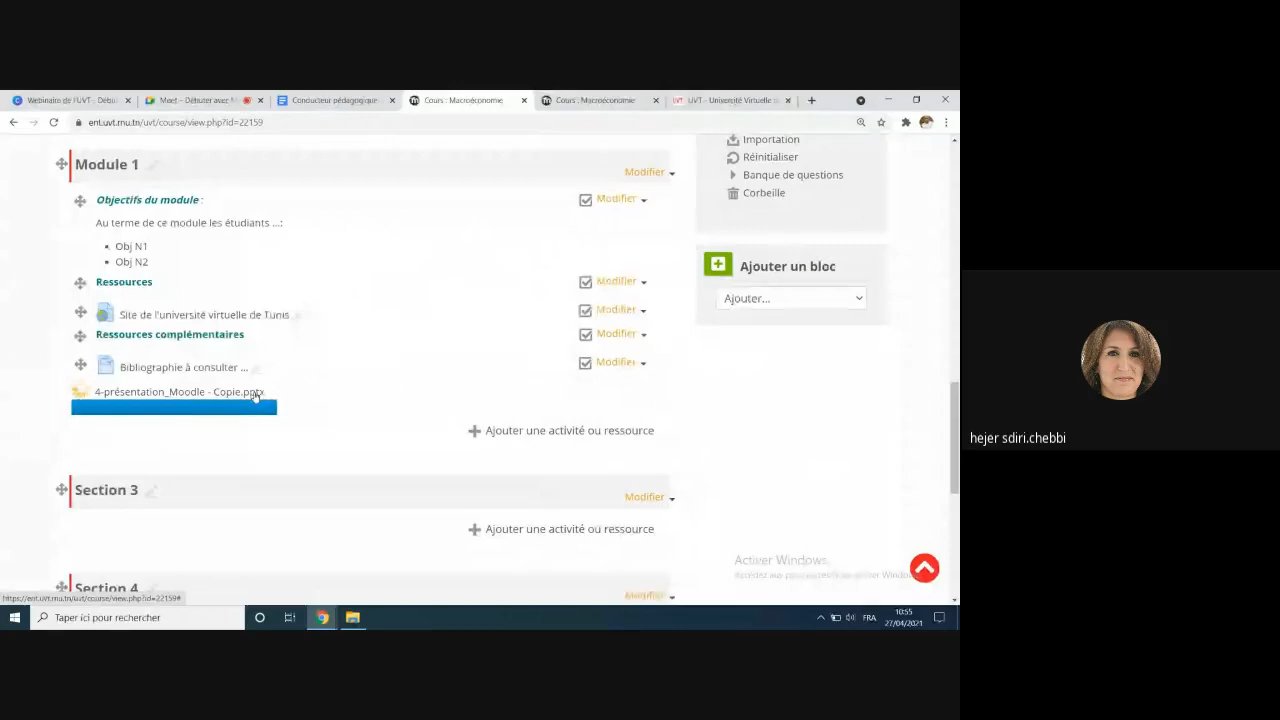 Webinaire de l'UVT - Débu
Meet – Débuter avec M
Conducteur pédagogique
Cours : Macroéconomie
Cours : Macroéconomie
UVT - Université Virtuelle
ent.uvt.rnu.tn/uvt/course/view.php?id=22159
Importation
Réinitialiser
Banque de questions
Corbeille
Module 1
Modifier
Objectifs du module :
Modifier
Au terme de ce module les étudiants ...:
Obj N1
Obj N2
Ajouter un bloc
Ajouter...
Ressources
Modifier
Site de l'université virtuelle de Tunis
Modifier
Ressources complémentaires
Modifier
Bibliographie à consulter ...
Modifier
4-présentation_Moodle - Copie.pptx
Ajouter une activité ou ressource
Section 3
Modifier
Ajouter une activité ou ressource
Activer Windows
Section 4
Modifier
https://ent.uvt.rnu.tn/uvt/course/view.php?id=22159#
Taper ici pour rechercher
FRA
10:55
27/04/2021
hejer sdiri.chebbi